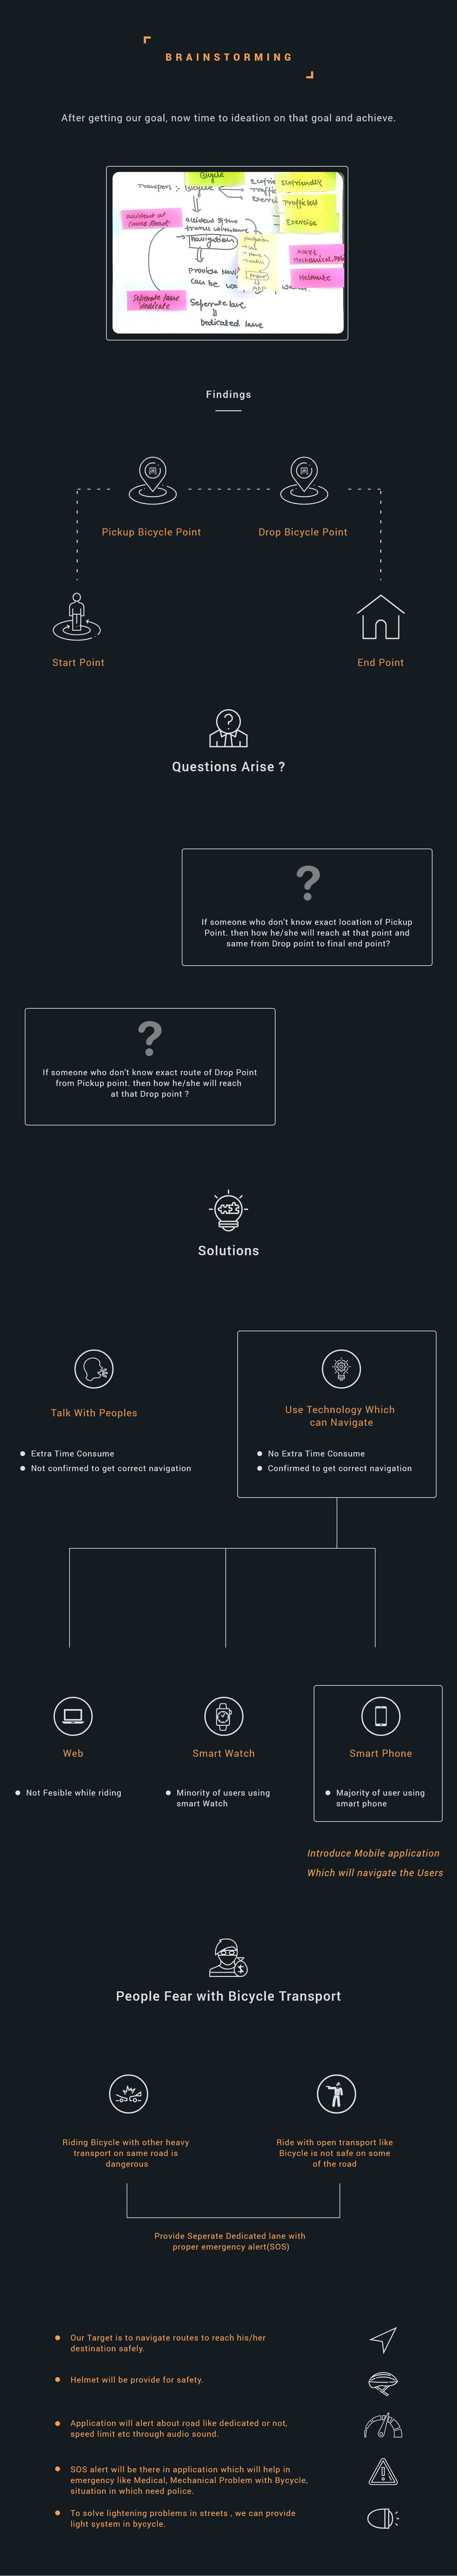 BRAINSTORMING
After getting our goal, now time to ideation on that goal and achieve.
Bicycle
Transport :- Bicycle
Ecofriendly
Trafficless
Exercise
accident at
Same Road.
Navigation
Alert
Mechanical, Police
Helmate
provide Navi
can be
Seperate lane
dedicate
Seperate lane
Dedicated lane
Findings
Pickup Bicycle Point
Drop Bicycle Point
Start Point
End Point
Questions Arise ?
?
If someone who don't know exact location of Pickup
Point. then how he/she will reach at that point and
same from Drop point to final end point?
?
If someone who don't know exact route of Drop Point
from Pickup point. then how he/she will reach
at that Drop point ?
Solutions
Talk With Peoples
Extra Time Consume
Not confirmed to get correct navigation
Use Technology Which
can Navigate
No Extra Time Consume
Confirmed to get correct navigation
Web
Not Fesible while riding
Smart Watch
Minority of users using
smart Watch
Smart Phone
Majority of user using
smart phone
Introduce Mobile application
Which will navigate the Users
People Fear with Bicycle Transport
Riding Bicycle with other heavy
transport on same road is
dangerous
Ride with open transport like
Bicycle is not safe on some
of the road
Provide Seperate Dedicated lane with
proper emergency alert(SOS)
Our Target is to navigate routes to reach his/her
destination safely.
Helmet will be provide for safety.
Application will alert about road like dedicated or not,
speed limit etc through audio sound.
SOS alert will be there in application which will help in
emergency like Medical, Mechanical Problem with Bycycle,
situation in which need police.
To solve lightening problems in streets , we can provide
light system in bycycle.